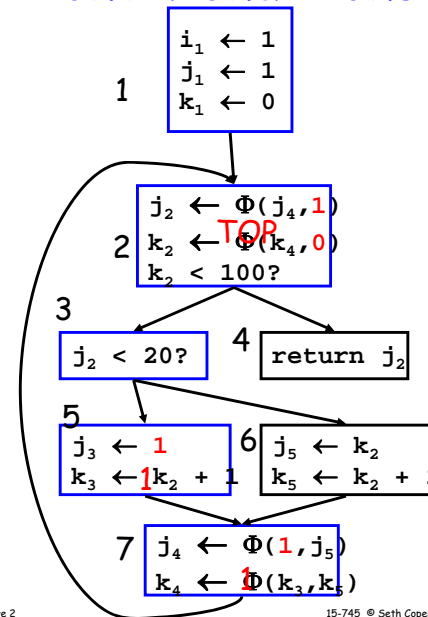 1
i₁ ← 1
j₁ ← 1
k₁ ← 0
2
j₂ ← Φ(j₄,1)
TOP
k₂ ← Φ(k₄,0)
k₂ < 100?
3
j₂ < 20?
4
return j₂
5
j₃ ← 1
k₃ ← 1 k₂ + 1
6
j₅ ← k₂
k₅ ← k₂ +
7
j₄ ← Φ(1,j₅)
1
k₄ ← Φ(k₃,k₅)
e 2
15-745 © Seth Cope